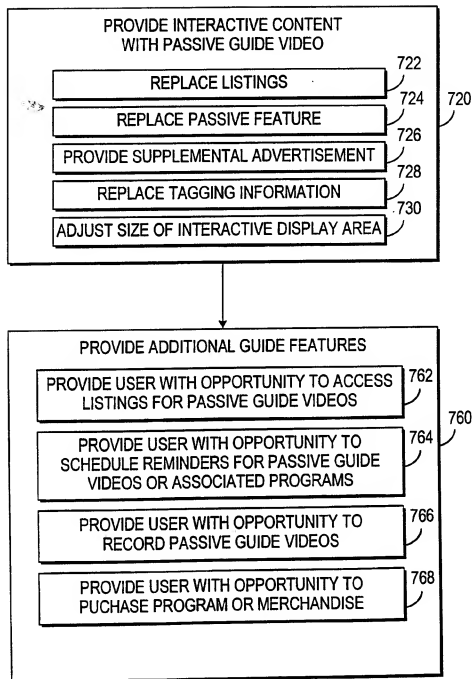 PROVIDE INTERACTIVE CONTENT
WITH PASSIVE GUIDE VIDEO
REPLACE LISTINGS
722
REPLACE PASSIVE FEATURE
724
720
PROVIDE SUPPLEMENTAL ADVERTISEMENT
726
REPLACE TAGGING INFORMATION
728
ADJUST SIZE OF INTERACTIVE DISPLAY AREA
730
PROVIDE ADDITIONAL GUIDE FEATURES
PROVIDE USER WITH OPPORTUNITY TO ACCESS
LISTINGS FOR PASSIVE GUIDE VIDEOS
762
760
PROVIDE USER WITH OPPORTUNITY TO
SCHEDULE REMINDERS FOR PASSIVE GUIDE
VIDEOS OR ASSOCIATED PROGRAMS
764
PROVIDE USER WITH OPPORTUNITY TO
RECORD PASSIVE GUIDE VIDEOS
766
PROVIDE USER WITH OPPORTUNITY TO
PUCHASE PROGRAM OR MERCHANDISE
768